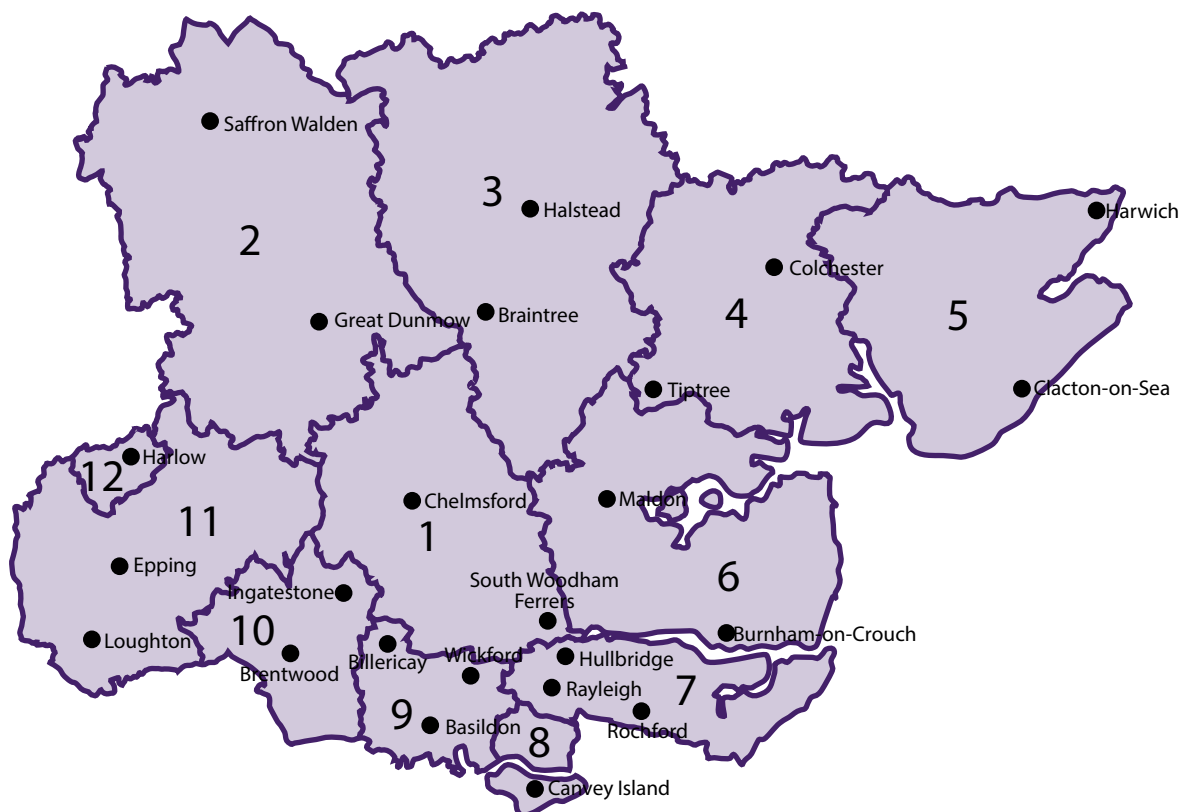 Saffron Walden
3
Halstead
Harwich
2
Colchester
Great Dunmow
Braintree
4
5
Tiptree
Clacton-on-Sea
Harlow
12
Chelmsford
Maldon
11
1
Epping
South Woodham
Ferrers
6
Ingatestone
10
Burnham-on-Crouch
Loughton
Billericay
Wickford
Hullbridge
Brentwood
Rayleigh
7
9
Basildon
Rochford
8
Canvey Island